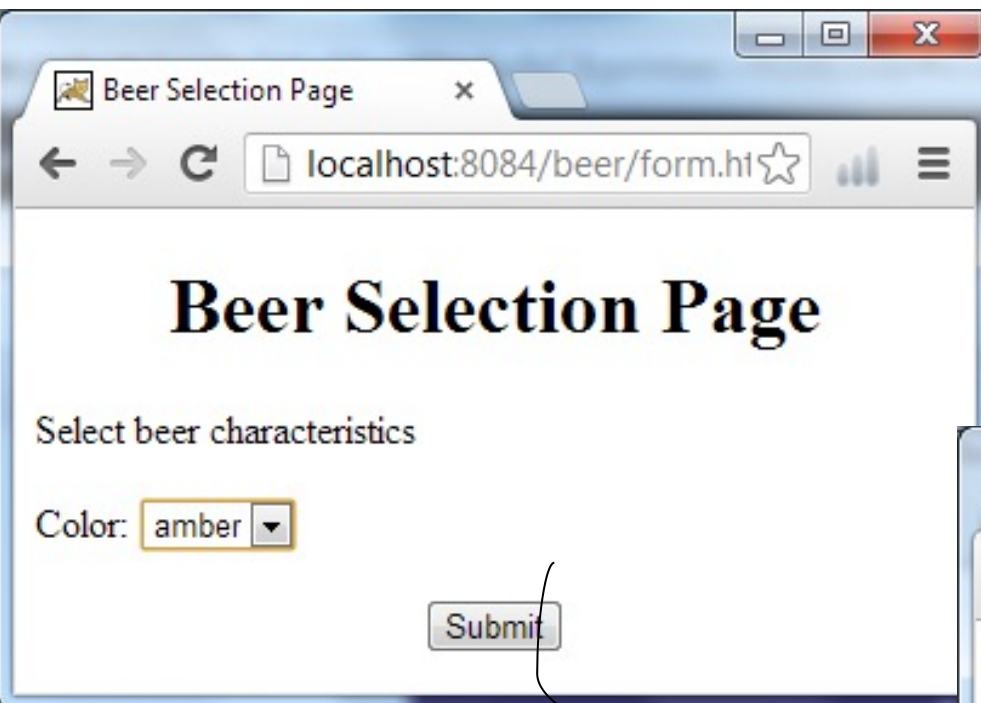 Beer Selection Page
localhost:8084/beer/form.ht
Beer Selection Page
Select beer characteristics
Color: amber
Submit